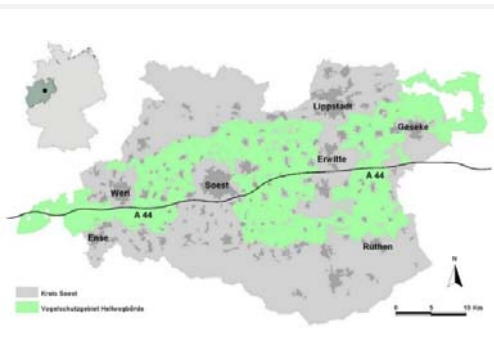 Lippstadt
Geseke
Erwitte
A 44
Soest
Werl
A 44
Ense
Rüthen
N
Kreis Soest
Vogelschutzgebiet Hellwegbörde
0 5 10 Km